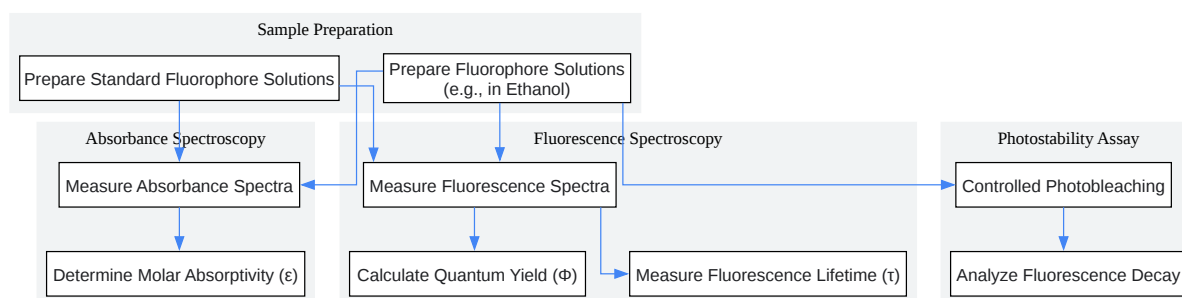 Sample Preparation
Prepare Standard Fluorophore Solutions
Prepare Fluorophore Solutions
(e.g., in Ethanol)
Absorbance Spectroscopy
Fluorescence Spectroscopy
Photostability Assay
Measure Absorbance Spectra
Measure Fluorescence Spectra
Controlled Photobleaching
Determine Molar Absorptivity (ε)
Calculate Quantum Yield (Φ)
Measure Fluorescence Lifetime (τ)
Analyze Fluorescence Decay